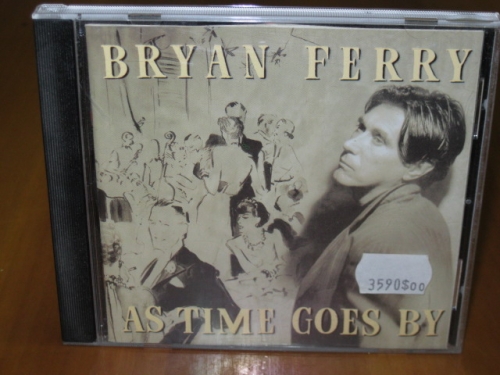 BRYAN FERRY
3590$00
AS TIME GOES BY